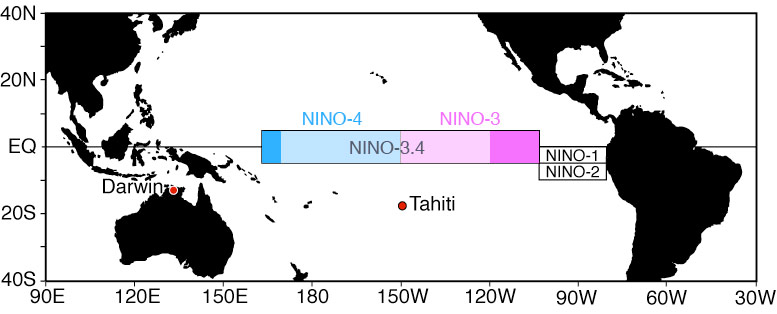 40N
20N
EQ
20S
40S
NINO-4
NINO-3
NINO-3.4
NINO-1
NINO-2
Darwin
Tahiti
90E 120E 150E 180 150W 120W 90W 60W 30W